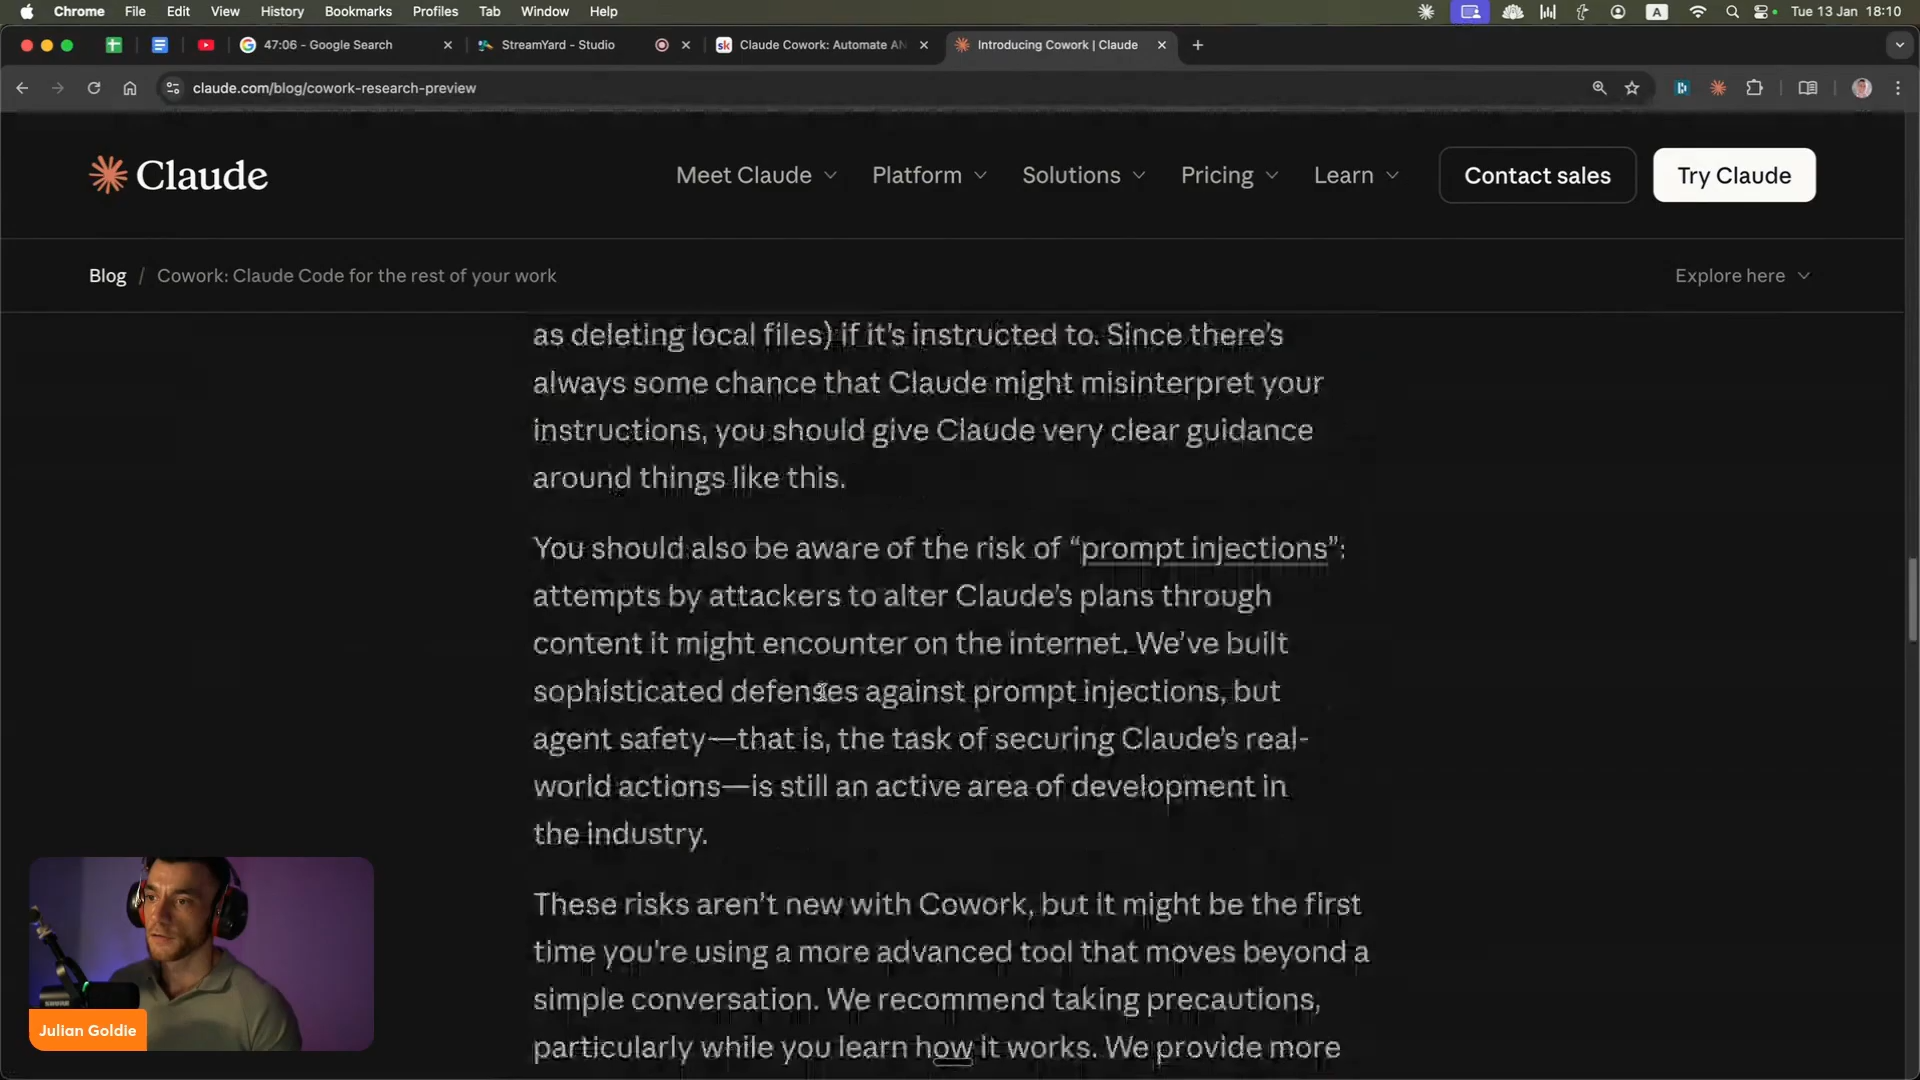 Chrome File Edit View History Bookmarks Profiles Tab Window Help
A
Tue 13 Jan 18:10
47:06 - Google Search
StreamYard - Studio
sk Claude Cowork: Automate AN
Introducing Cowork | Claude
claude.com/blog/cowork-research-preview
Claude
Meet Claude Platform Solutions Pricing Learn Contact sales Try Claude
Blog / Cowork: Claude Code for the rest of your work
Explore here
as deleting local files) if it’s instructed to. Since there’s
always some chance that Claude might misinterpret your
instructions, you should give Claude very clear guidance
around things like this.
You should also be aware of the risk of “prompt injections”:
attempts by attackers to alter Claude’s plans through
content it might encounter on the internet. We’ve built
sophisticated defenses against prompt injections, but
agent safety—that is, the task of securing Claude’s real-
world actions—is still an active area of development in
the industry.
These risks aren’t new with Cowork, but it might be the first
time you’re using a more advanced tool that moves beyond a
simple conversation. We recommend taking precautions,
particularly while you learn how it works. We provide more
Julian Goldie